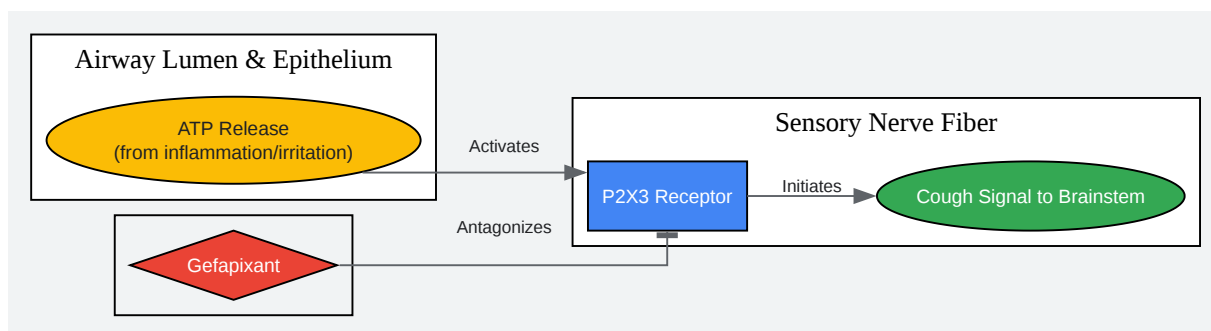 Airway Lumen & Epithelium
ATP Release
(from inflammation/irritation)
Activates
Sensory Nerve Fiber
P2X3 Receptor
Initiates
Cough Signal to Brainstem
Antagonizes
Gefapixant